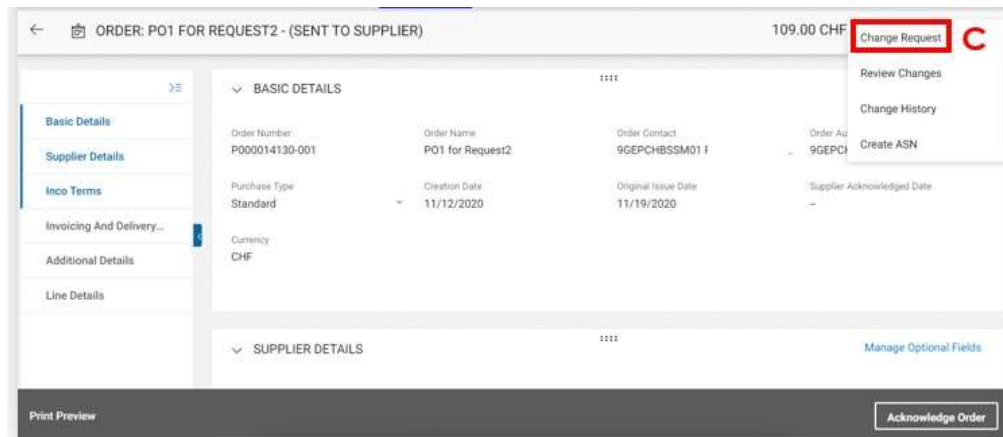 ORDER: PO1 FOR REQUEST2 - (SENT TO SUPPLIER)
109.00 CHF
Change Request
C
Review Changes
Change History
Create ASN
BASIC DETAILS
Basic Details
Supplier Details
Inco Terms
Invoicing And Delivery...
Additional Details
Line Details
Order Number
Order Name
Order Contact
Order Au
P000014130-001
PO1 for Request2
9GEPCHBSSM01 F
9GEPCH
Purchase Type
Creation Date
Original Issue Date
Supplier Acknowledged Date
Standard
11/12/2020
11/19/2020
–
Currency
CHF
SUPPLIER DETAILS
Manage Optional Fields
Print Preview
Acknowledge Order